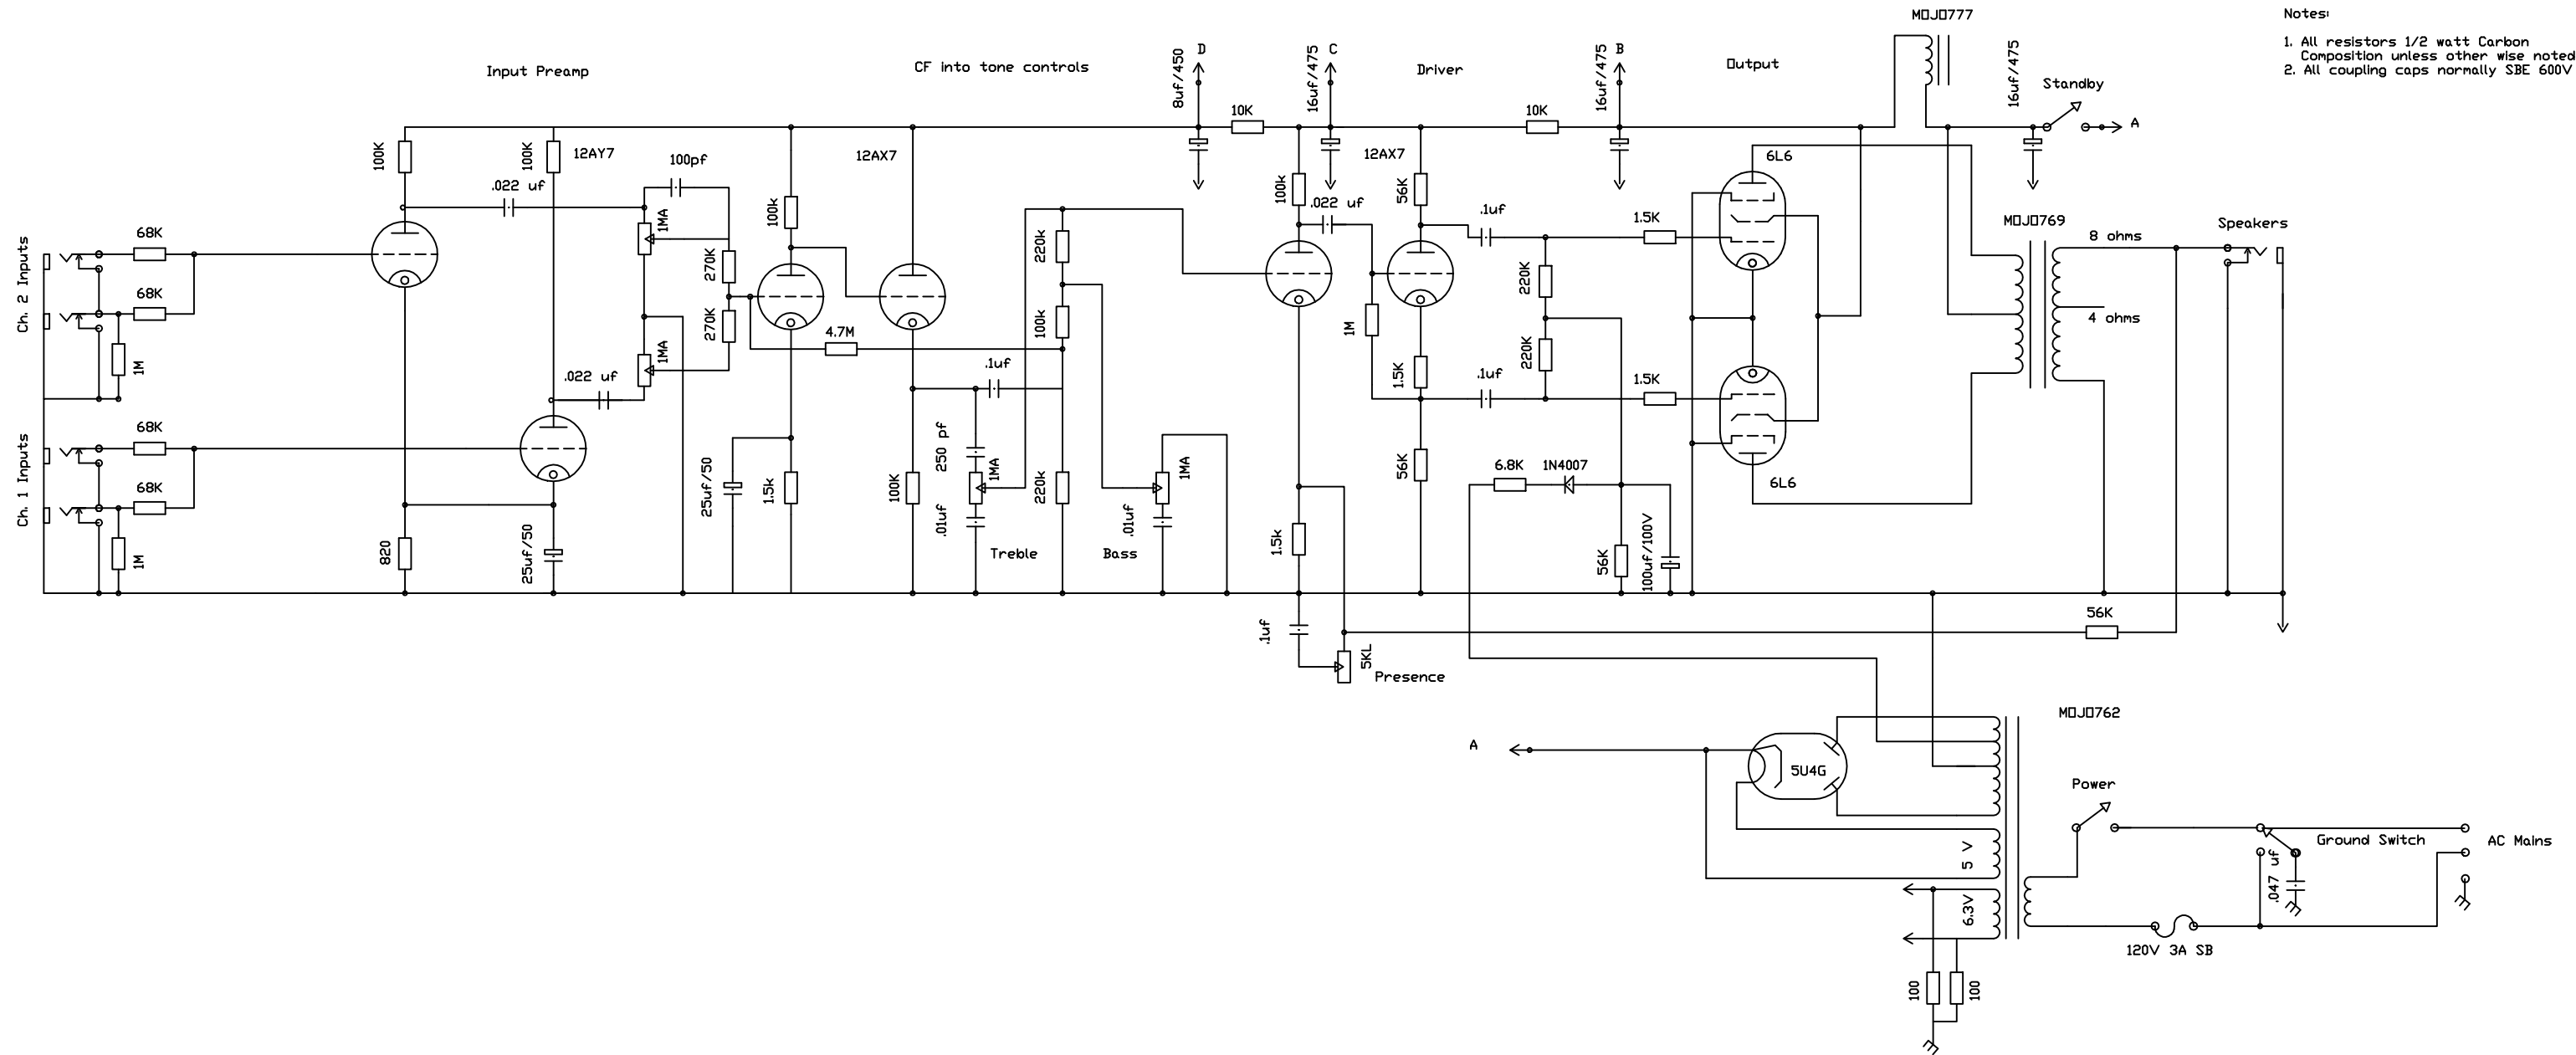 MOJO777
Notes:
1. All resistors 1/2 watt Carbon
Composition unless other wise noted
2. All coupling caps normally SBE 600V
Input Preamp
CF into tone controls
Driver
Output
Standby
8uf/450
D
16uf/475
C
16uf/475
B
16uf/475
A
10K
10K
100K
100K
12AY7
100pf
12AX7
12AX7
6L6
.022 uf
1MA
100k
100k
56K
.022 uf
.1uf
1.5K
MOJO769
Speakers
8 ohms
4 ohms
Ch. 2 Inputs
68K
68K
1M
270K
270K
220k
100k
4.7M
1M
220K
220K
1MA
.022 uf
.1uf
1.5K
.1uf
1.5K
Ch. 1 Inputs
68K
68K
1M
250 pf
1MA
.01uf
220k
1MA
.01uf
Treble
Bass
25uf/50
1.5k
100K
820
25uf/50
1.5k
56K
6.8K
1N4007
6L6
56K
100uf/100V
.1uf
5KL
Presence
56K
MOJO762
A
5U4G
Power
5 V
6.3V
.047 uf
Ground Switch
AC Mains
120V 3A SB
100
100